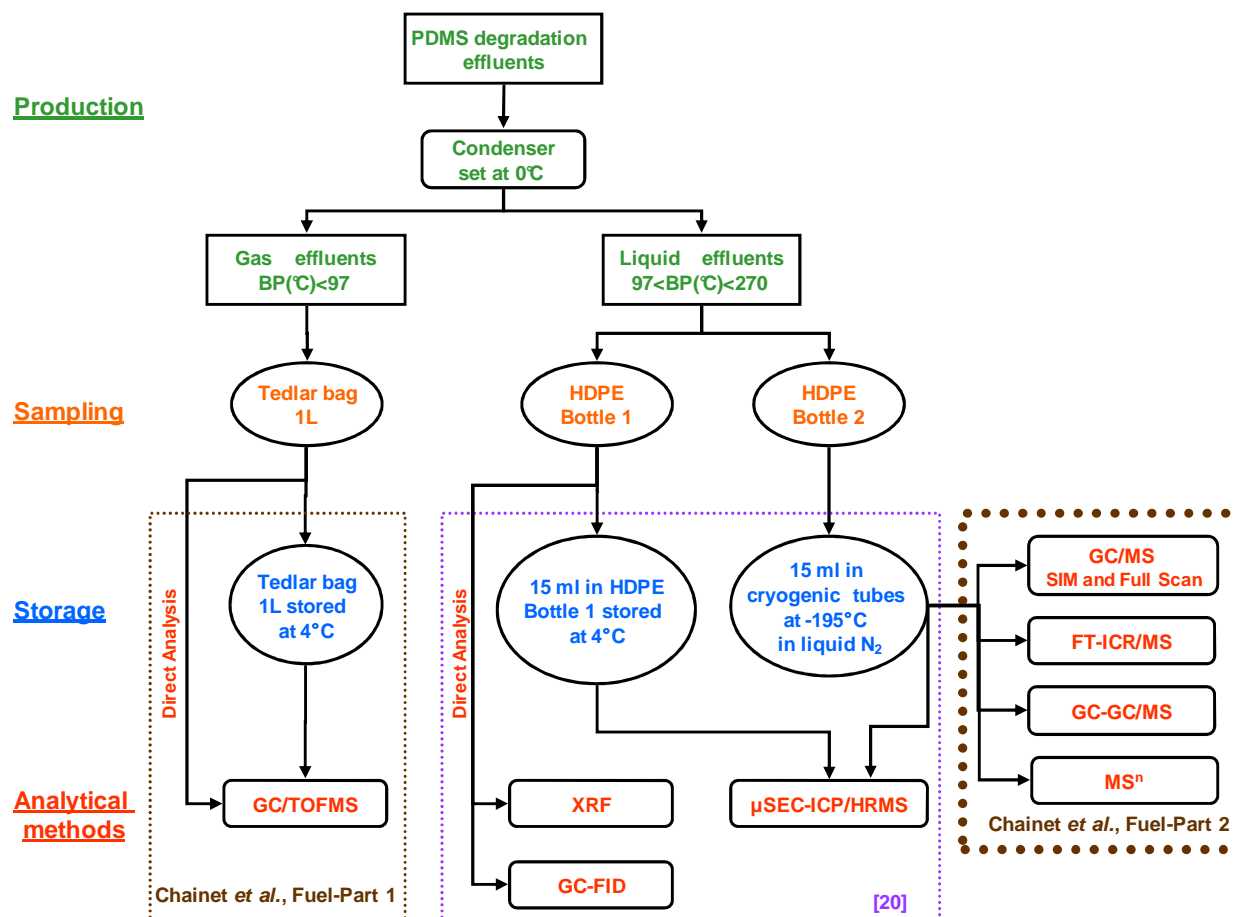 PDMS degradation
effluents
Production
Condenser
set at 0°C
Gas effluents
BP(°C)<97
Liquid effluents
97<BP(°C)<270
Sampling
Tedlar bag
1L
HDPE
Bottle 1
HDPE
Bottle 2
Storage
Direct Analysis
Tedlar bag
1L stored
at 4°C
Direct Analysis
15 ml in HDPE
Bottle 1 stored
at 4°C
15 ml in
cryogenic tubes
at -195°C
in liquid N₂
GC/MS
SIM and Full Scan
FT-ICR/MS
GC-GC/MS
MSⁿ
Chainet et al., Fuel-Part 2
Analytical
methods
GC/TOFMS
XRF
µSEC-ICP/HRMS
GC-FID
Chainet et al., Fuel-Part 1
[20]